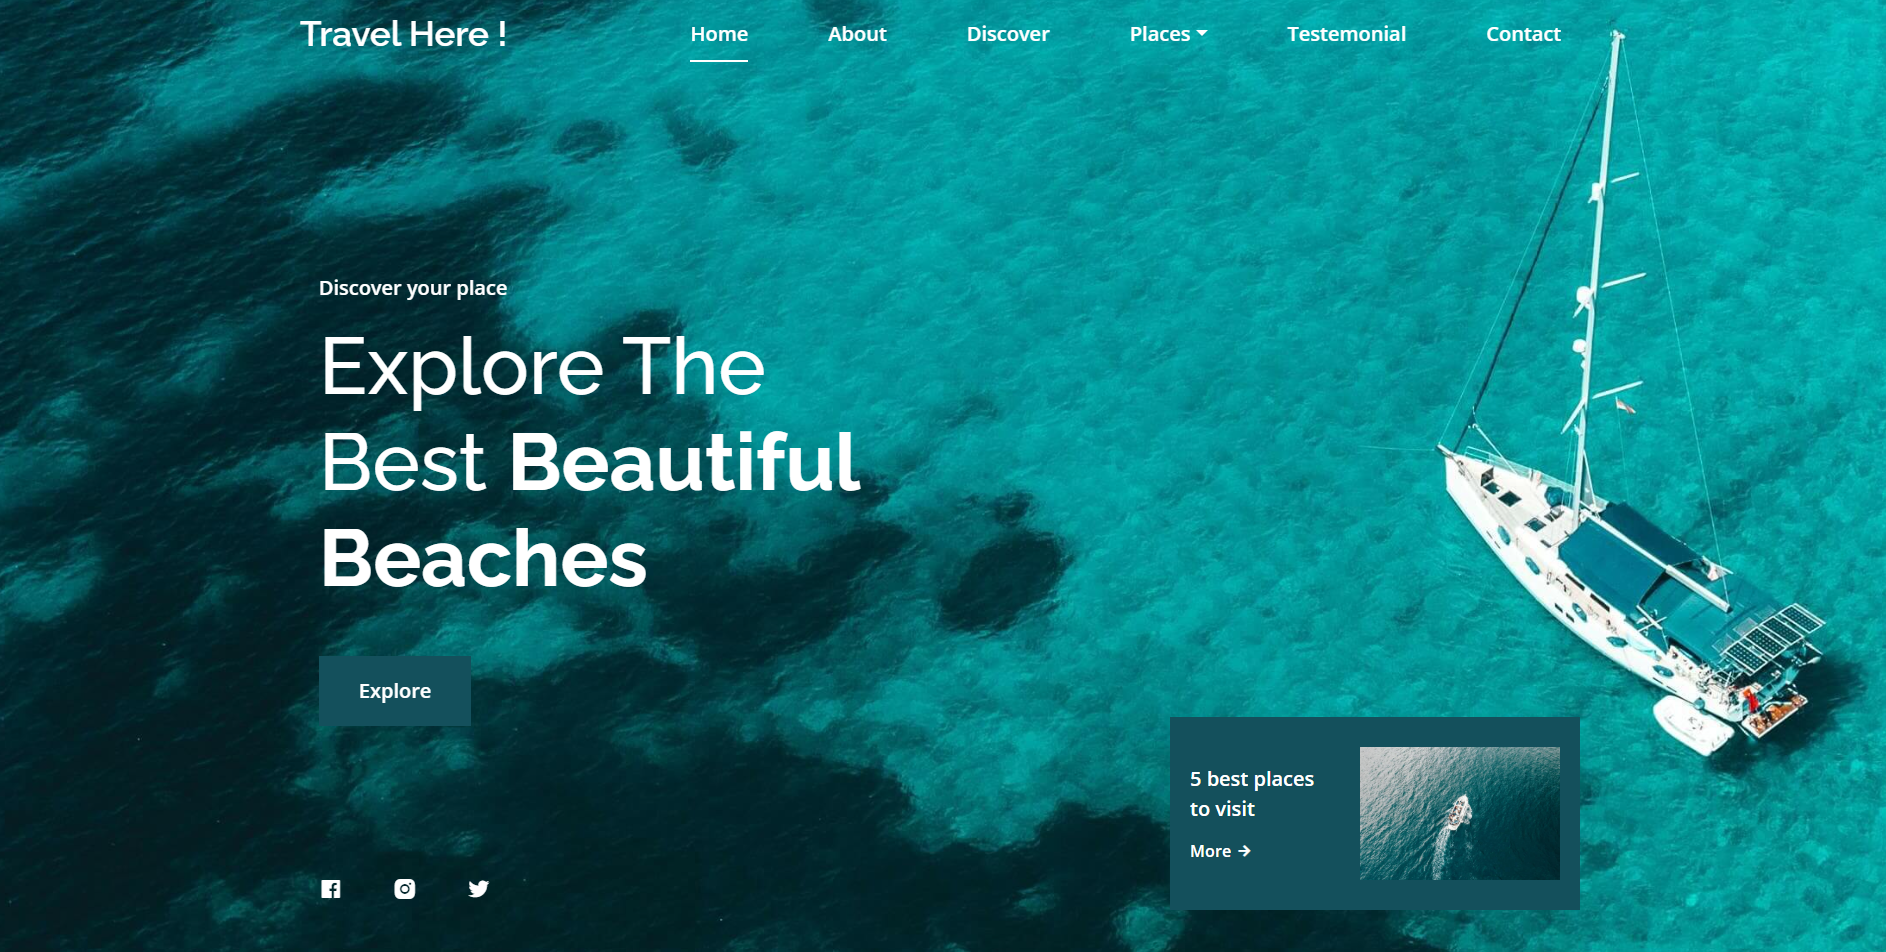 Travel Here !
Home
About
Discover
Places
Testemonial
Contact
Discover your place
Explore The
Best Beautiful
Beaches
Explore
5 best places
to visit
More →